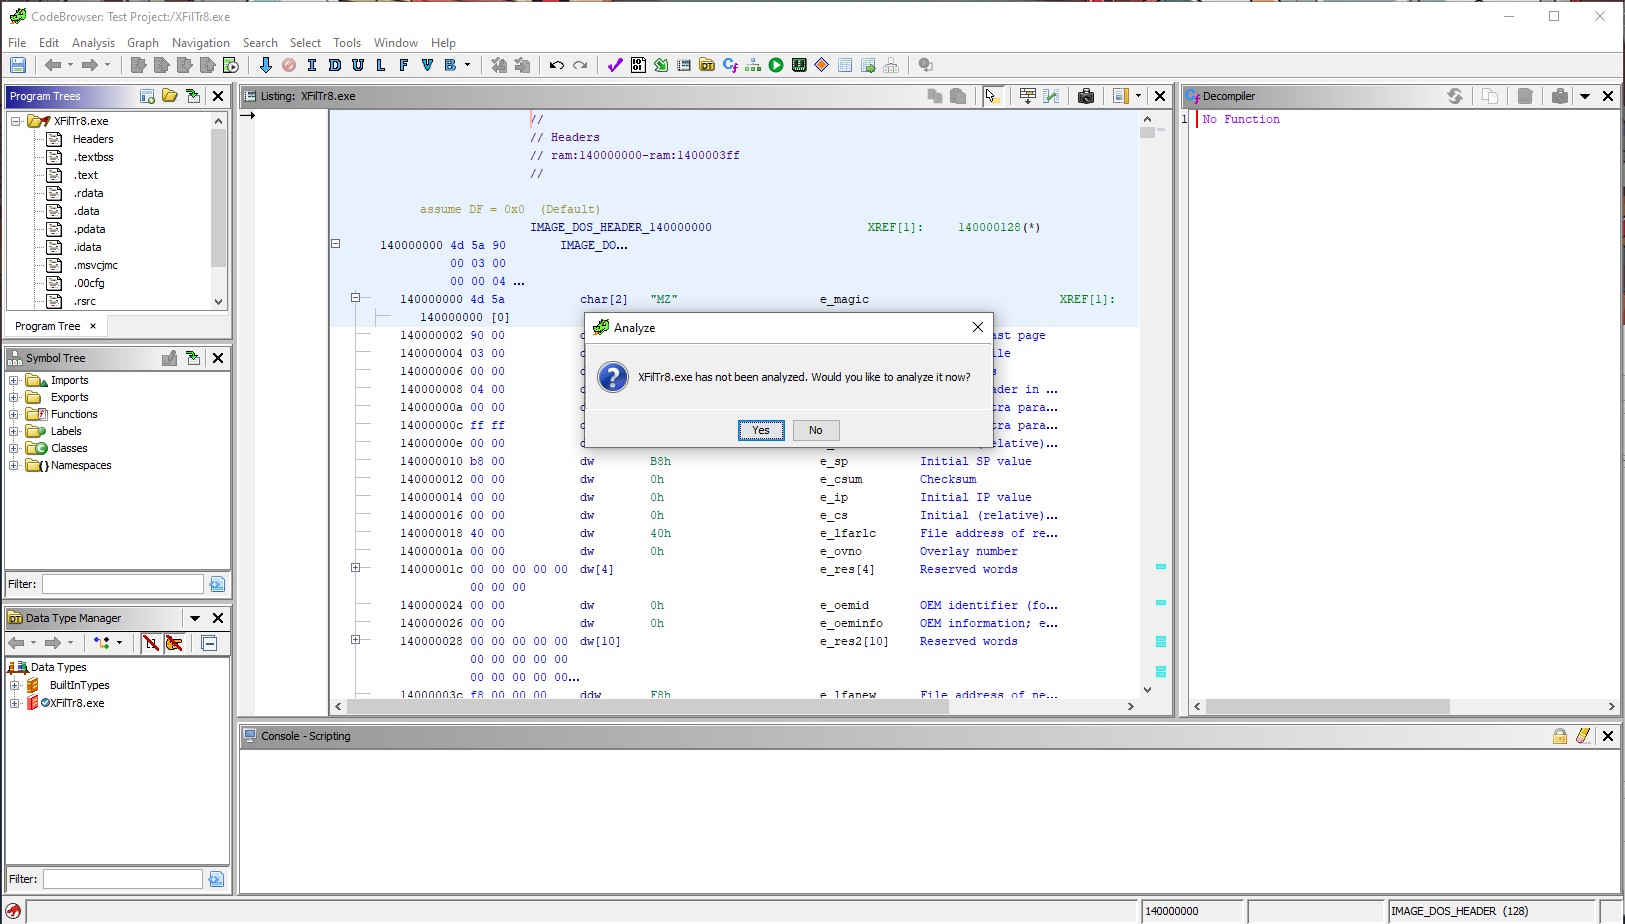 CodeBrowser: Test Project:/XFilTr8.exe
File Edit Analysis Graph Navigation Search Select Tools Window Help
I D U L F V B
Program Trees
XFilTr8.exe
Headers
.textbss
.text
.rdata
.data
.pdata
.idata
.msvcjmc
.00cfg
.rsrc
Program Tree ×
Symbol Tree
Imports
Exports
Functions
Labels
Classes
Namespaces
Filter:
Data Type Manager
Data Types
BuiltInTypes
XFilTr8.exe
Filter:
Listing: XFilTr8.exe
//
// Headers
// ram:140000000-ram:1400003ff
//
assume DF = 0x0 (Default)
IMAGE_DOS_HEADER_140000000 XREF[1]: 140000128(*)
140000000 4d 5a 90 IMAGE_DO...
00 03 00
00 00 04 ...
140000000 4d 5a char[2] "MZ" e_magic XREF[1]:
140000000 [0]
140000002 90 00 ast page
140000004 03 00 le
140000006 00 00
140000008 04 00 ader in ...
14000000a 00 00 tra para...
14000000c ff ff tra para...
14000000e 00 00 elative)...
140000010 b8 00 dw B8h e_sp Initial SP value
140000012 00 00 dw 0h e_csum Checksum
140000014 00 00 dw 0h e_ip Initial IP value
140000016 00 00 dw 0h e_cs Initial (relative)...
140000018 40 00 dw 40h e_lfarlc File address of re...
14000001a 00 00 dw 0h e_ovno Overlay number
14000001c 00 00 00 00 00 dw[4] e_res[4] Reserved words
00 00 00
140000024 00 00 dw 0h e_oemid OEM identifier (fo...
140000026 00 00 dw 0h e_oeminfo OEM information; e...
140000028 00 00 00 00 00 dw[10] e_res2[10] Reserved words
00 00 00 00 00
00 00 00 00 00...
14000003c f8 00 00 00 ddw F8h e_lfanew File address of ne...
Analyze
XFilTr8.exe has not been analyzed. Would you like to analyze it now?
Yes No
Decompiler
1 No Function
Console - Scripting
140000000 IMAGE_DOS_HEADER (128)